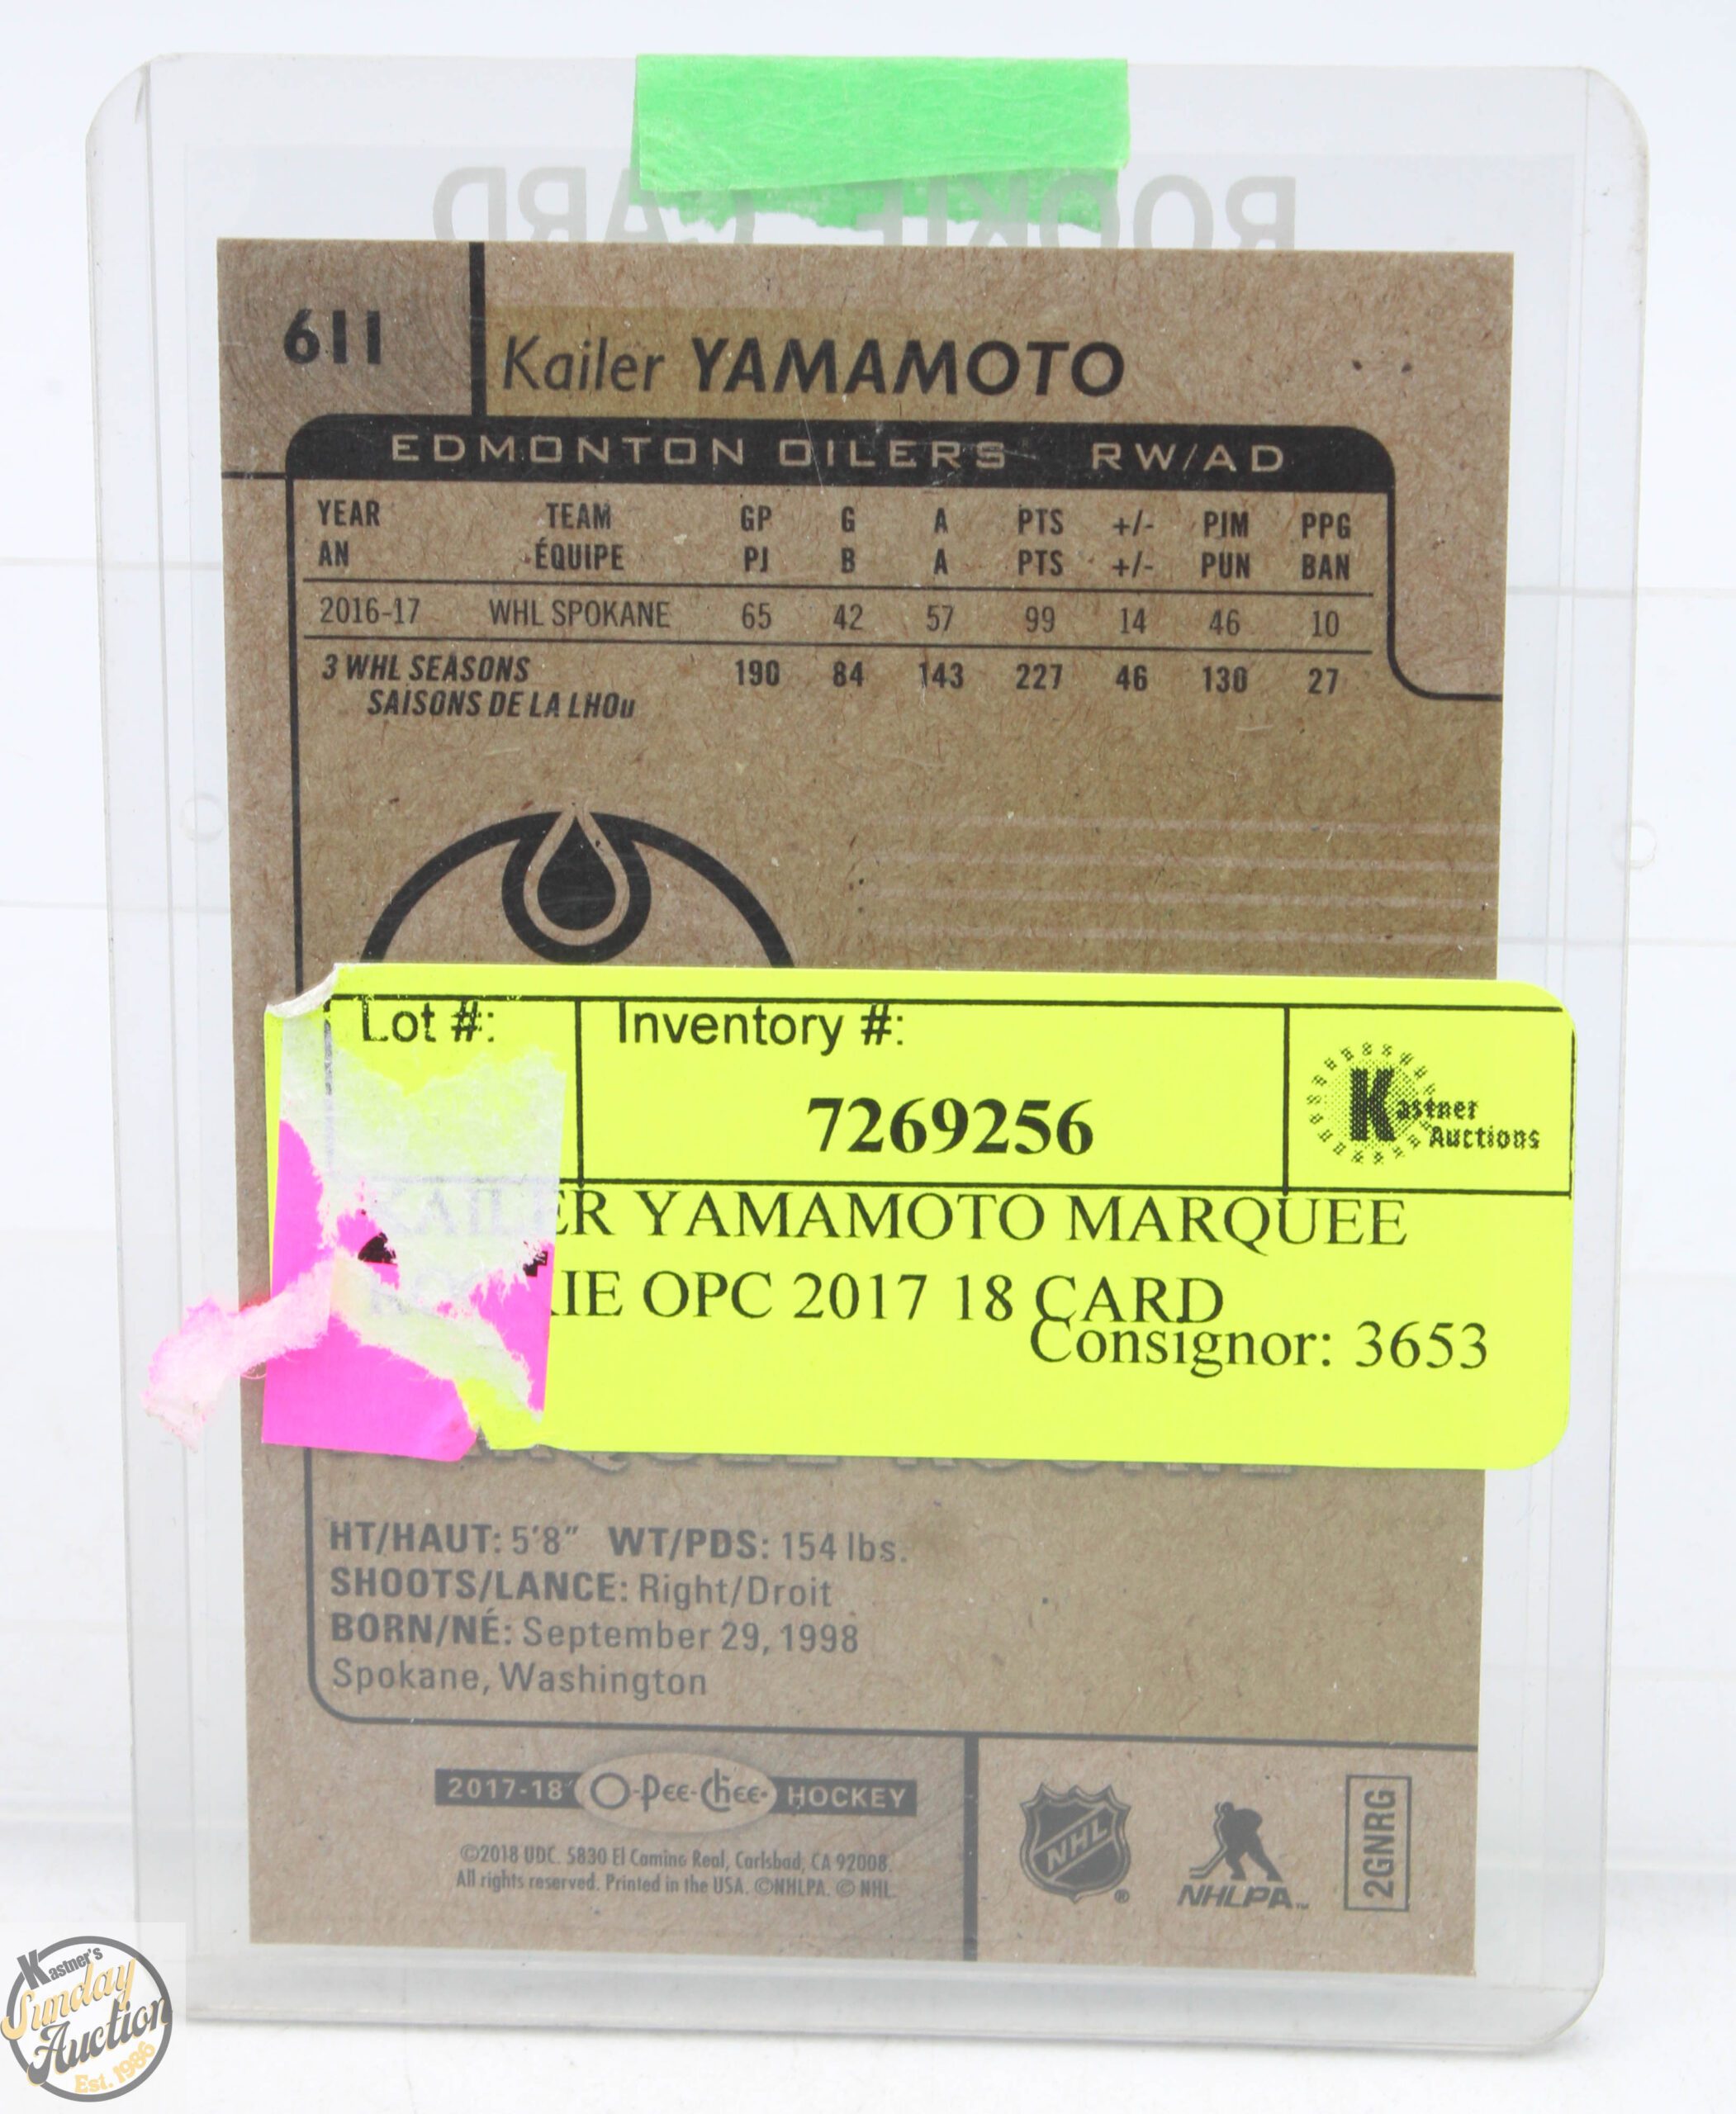 ROOKIE CARD
611
Kailer YAMAMOTO
EDMONTON OILERS RW/AD
YEAR TEAM GP G A PTS +/- PIM PPG
AN ÉQUIPE PJ B A PTS +/- PUN BAN
2016-17 WHL SPOKANE 65 42 57 99 14 46 10
3 WHL SEASONS 190 84 143 227 46 130 27
SAISONS DE LA LHOu
Lot #: Inventory #:
7269256
Kastner
Auctions
KAILER YAMAMOTO MARQUEE
KIE OPC 2017 18 CARD
Consignor: 3653
HT/HAUT: 5'8" WT/PDS: 154 lbs.
SHOOTS/LANCE: Right/Droit
BORN/NÉ: September 29, 1998
Spokane, Washington
2017-18 O-Pee-Chee HOCKEY
©2018 UDC. 5830 El Camino Real, Carlsbad, CA 92008.
All rights reserved. Printed in the USA. ©NHLPA. © NHL.
NHL ®
NHLPA™
2GNRG
Kastner's
Sunday
Auction
Est. 1986